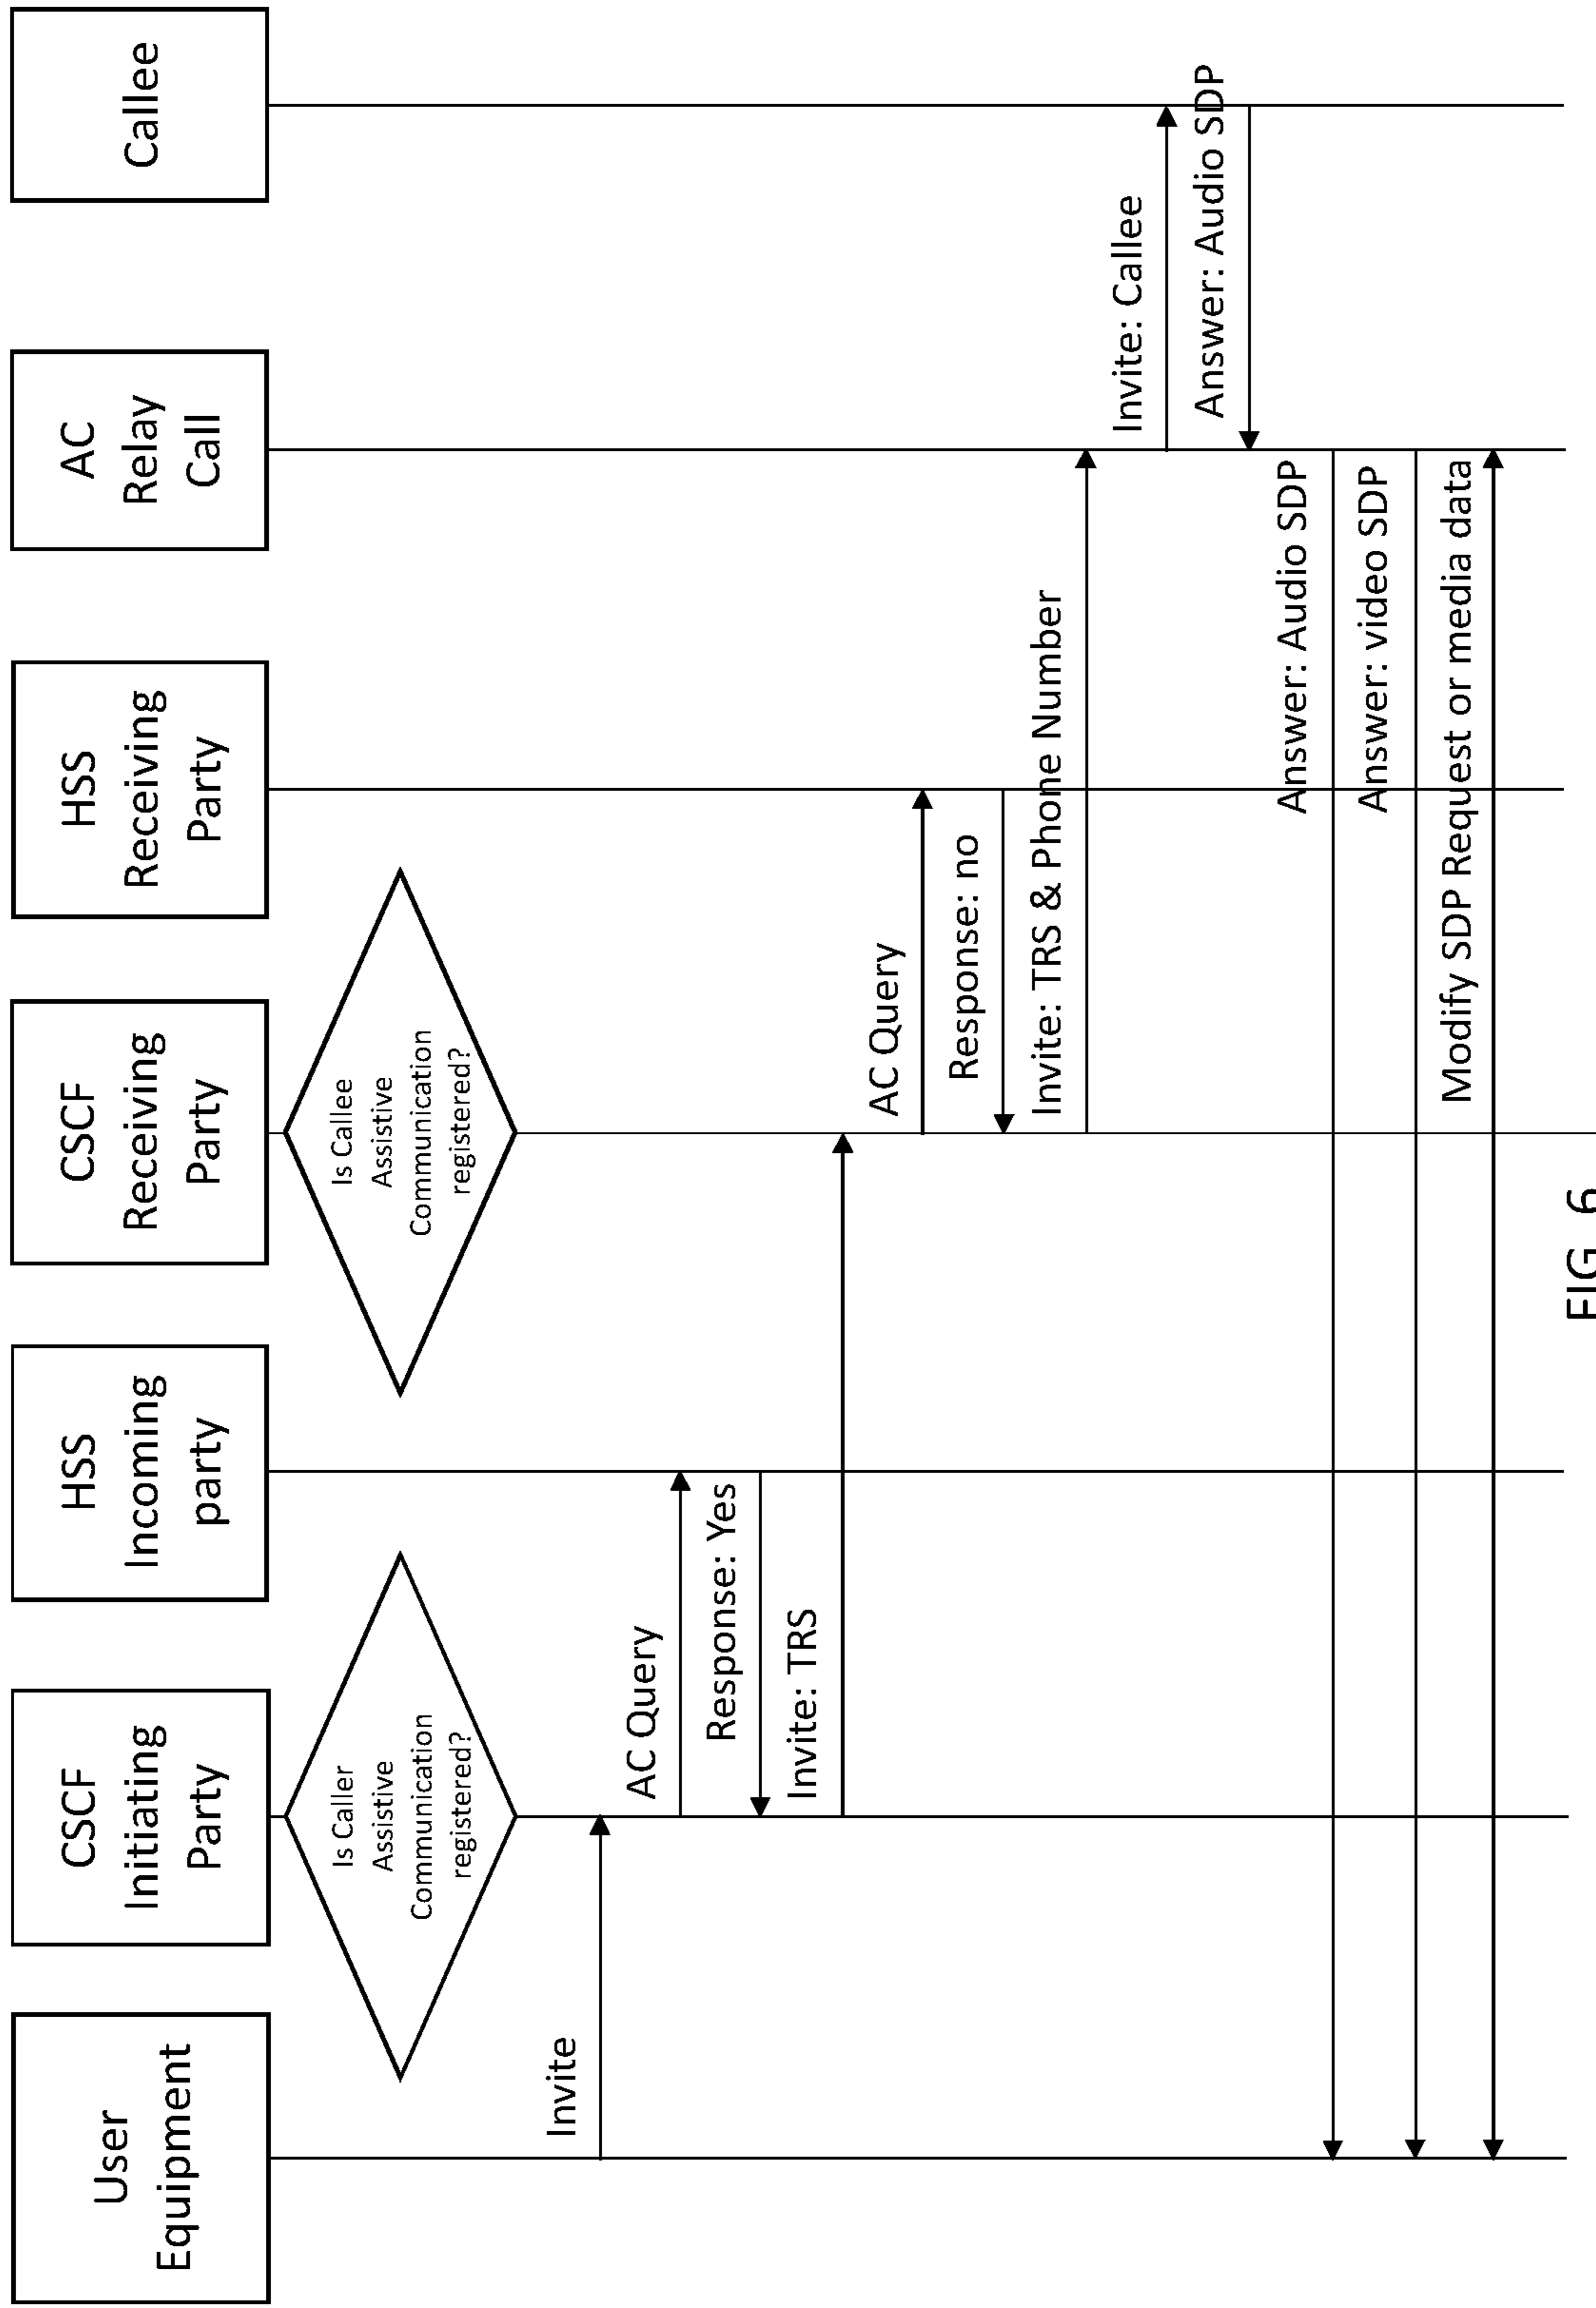 User
Equipment
CSCF
Initiating
Party
HSS
Incoming
party
CSCF
Receiving
Party
HSS
Receiving
Party
AC
Relay
Call
Callee
Is Caller
Assistive
Communication
registered?
Is Callee
Assistive
Communication
registered?
Invite
AC Query
Response: Yes
Invite: TRS
AC Query
Response: no
Invite: TRS & Phone Number
Invite: Callee
Answer: Audio SDP
Answer: Audio SDP
Answer: video SDP
Modify SDP Request or media data
FIG. 6